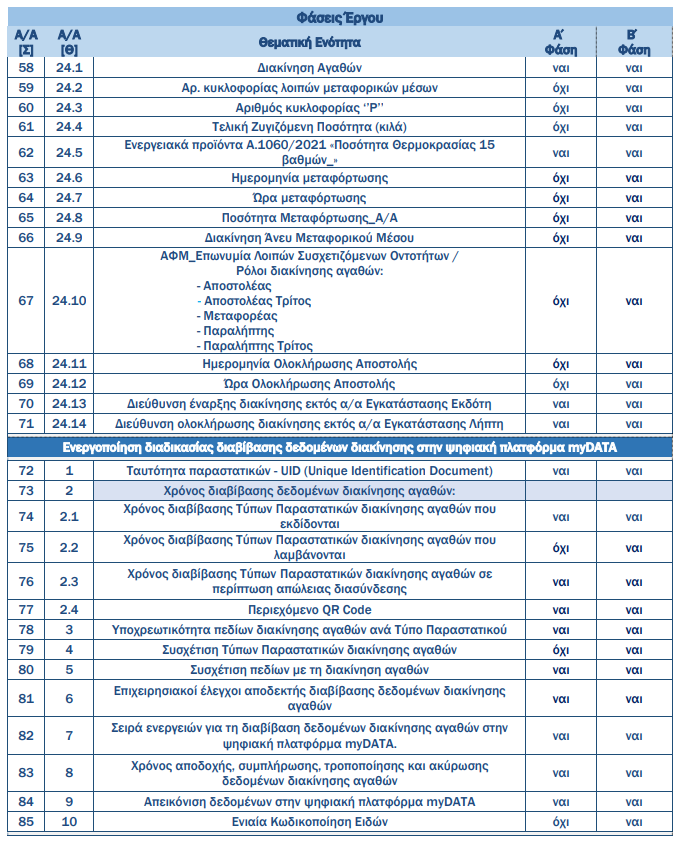 Φάσεις Έργου
Α/Α [Σ] Α/Α [Θ] Θεματική Ενότητα Α΄ Φάση Β΄ Φάση
58 24.1 Διακίνηση Αγαθών ναι ναι
59 24.2 Αρ. κυκλοφορίας λοιπών μεταφορικών μέσων όχι ναι
60 24.3 Αριθμός κυκλοφορίας ‘’Ρ’’ όχι ναι
61 24.4 Τελική Ζυγιζόμενη Ποσότητα (κιλά) όχι ναι
62 24.5 Ενεργειακά προϊόντα Α.1060/2021 «Ποσότητα Θερμοκρασίας 15
βαθμών_» ναι ναι
63 24.6 Ημερομηνία μεταφόρτωσης όχι ναι
64 24.7 Ώρα μεταφόρτωσης όχι ναι
65 24.8 Ποσότητα Μεταφόρτωσης_Α/Α όχι ναι
66 24.9 Διακίνηση Άνευ Μεταφορικού Μέσου όχι ναι
67 24.10 ΑΦΜ_Επωνυμία Λοιπών Συσχετιζόμενων Οντοτήτων /
Ρόλοι διακίνησης αγαθών:
- Αποστολέας
- Αποστολέας Τρίτος
- Μεταφορέας
- Παραλήπτης
- Παραλήπτης Τρίτος όχι ναι
68 24.11 Ημερομηνία Ολοκλήρωσης Αποστολής όχι ναι
69 24.12 Ώρα Ολοκλήρωσης Αποστολής όχι ναι
70 24.13 Διεύθυνση έναρξης διακίνησης εκτός α/α Εγκατάστασης Εκδότη ναι ναι
71 24.14 Διεύθυνση ολοκλήρωσης διακίνησης εκτός α/α Εγκατάστασης Λήπτη ναι ναι
Ενεργοποίηση διαδικασίας διαβίβασης δεδομένων διακίνησης στην ψηφιακή πλατφόρμα myDATA
72 1 Ταυτότητα παραστατικών - UID (Unique Identification Document) ναι ναι
73 2 Χρόνος διαβίβασης δεδομένων διακίνησης αγαθών:
74 2.1 Χρόνος διαβίβασης Τύπων Παραστατικών διακίνησης αγαθών που
εκδίδονται ναι ναι
75 2.2 Χρόνος διαβίβασης Τύπων Παραστατικών διακίνησης αγαθών που
λαμβάνονται όχι ναι
76 2.3 Χρόνος διαβίβασης Τύπων Παραστατικών διακίνησης αγαθών σε
περίπτωση απώλειας διασύνδεσης ναι ναι
77 2.4 Περιεχόμενο QR Code ναι ναι
78 3 Υποχρεωτικότητα πεδίων διακίνησης αγαθών ανά Τύπο Παραστατικού ναι ναι
79 4 Συσχέτιση Τύπων Παραστατικών διακίνησης αγαθών όχι ναι
80 5 Συσχέτιση πεδίων με τη διακίνηση αγαθών ναι ναι
81 6 Επιχειρησιακοί έλεγχοι αποδεκτής διαβίβασης δεδομένων διακίνησης
αγαθών ναι ναι
82 7 Σειρά ενεργειών για τη διαβίβαση δεδομένων διακίνησης αγαθών στην
ψηφιακή πλατφόρμα myDATA. ναι ναι
83 8 Χρόνος αποδοχής, συμπλήρωσης, τροποποίησης και ακύρωσης
δεδομένων διακίνησης αγαθών ναι ναι
84 9 Απεικόνιση δεδομένων στην ψηφιακή πλατφόρμα myDATA ναι ναι
85 10 Ενιαία Κωδικοποίηση Ειδών όχι ναι